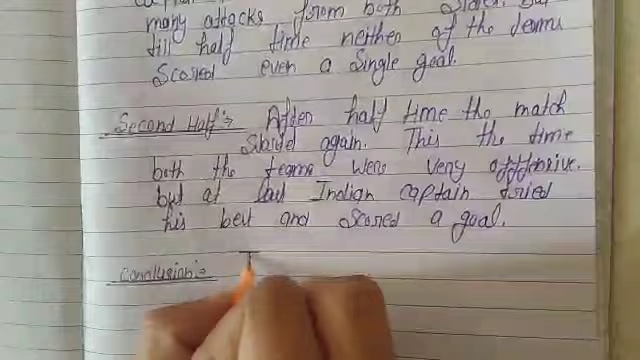 many attacks from both sides. But
till half time neither of the teams
Scored even a single goal.
Second Half:- After half time the match
Started again. This the time
both the teams were very offensive.
but at last Indian captain tried
his best and scored a goal.
Conclusion:- T